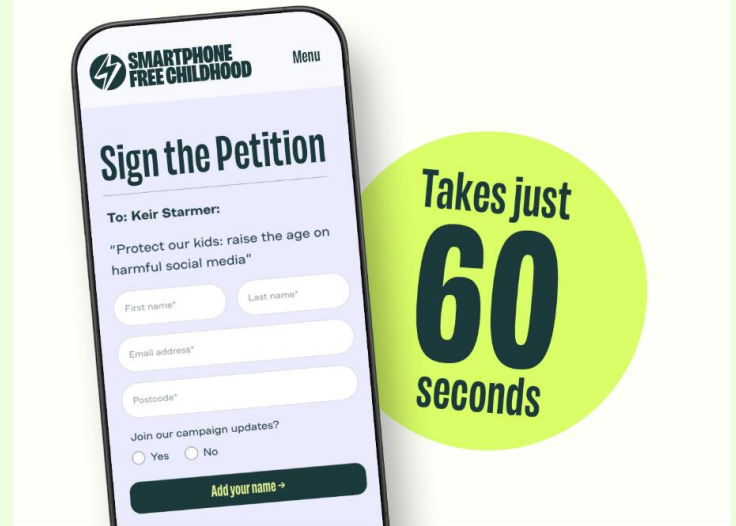 SMARTPHONE
FREE CHILDHOOD
Menu
Sign the Petition
To: Keir Starmer:
"Protect our kids: raise the age on
harmful social media"
First name*
Last name*
Email address*
Postcode*
Join our campaign updates?
Yes
No
Add your name →
Takes just
60
seconds